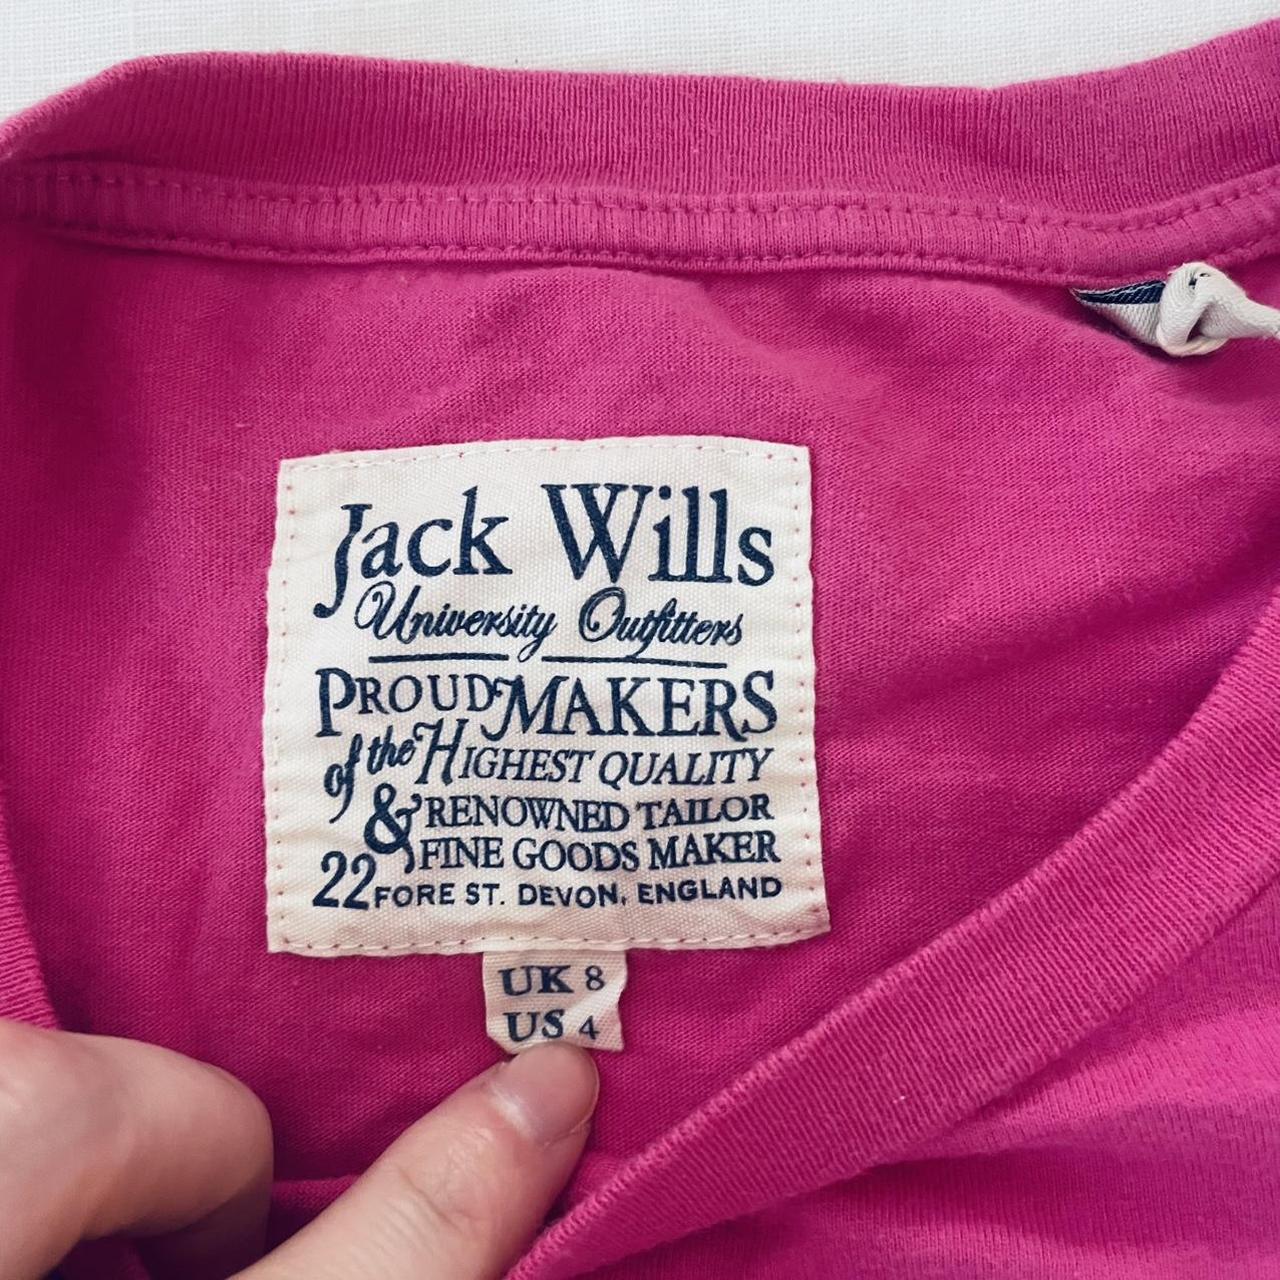 Jack Wills
University Outfitters
PROUD MAKERS
of the HIGHEST QUALITY
& RENOWNED TAILOR
FINE GOODS MAKER
22 FORE ST. DEVON, ENGLAND
UK 8
US 4